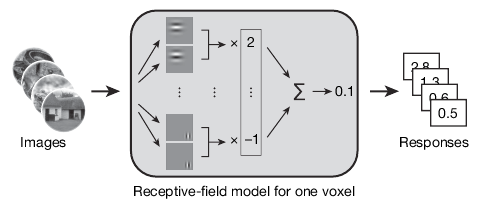 × 2
× −1
Σ
0.1
2.8
1.3
0.6
0.5
Images
Responses
Receptive-field model for one voxel